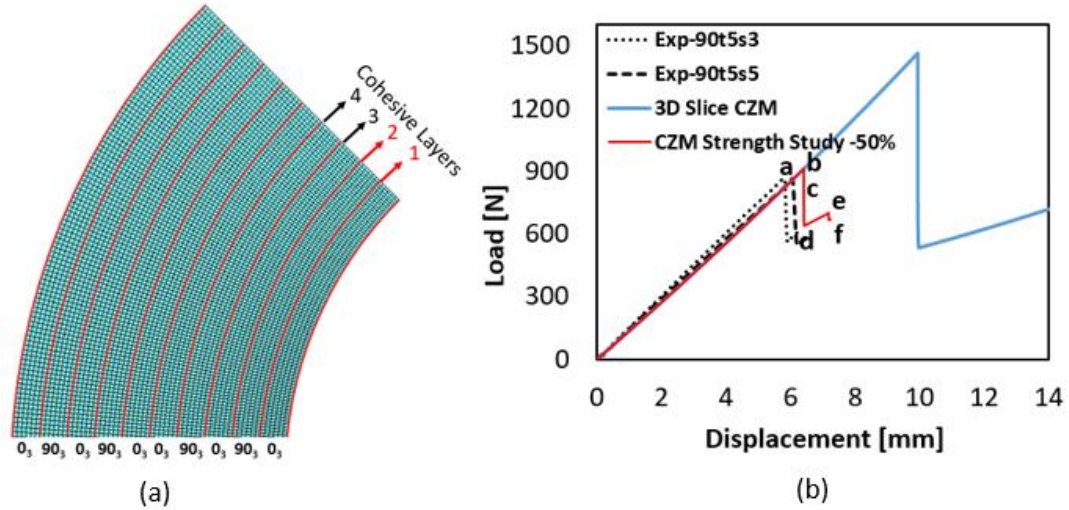 Cohesive Layers
4
3
2
1
0₃ 90₃ 0₃ 90₃ 0₃ 0₃ 90₃ 0₃ 90₃ 0₃
(a)
1500
1200
900
600
300
0
Load [N]
Exp-90t5s3
Exp-90t5s5
3D Slice CZM
CZM Strength Study -50%
a b
c
e
d f
0 2 4 6 8 10 12 14
Displacement [mm]
(b)